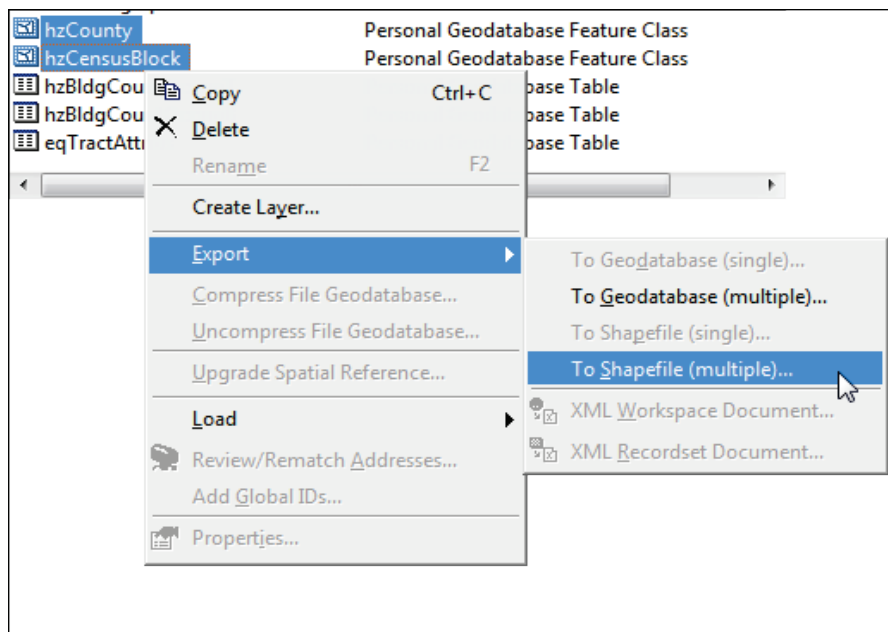 hzCounty Personal Geodatabase Feature Class
hzCensusBlock Personal Geodatabase Feature Class
hzBldgCou base Table
hzBldgCou base Table
eqTractAttr base Table
Copy Ctrl+C
Delete
Rename F2
Create Layer...
Export
Compress File Geodatabase...
Uncompress File Geodatabase...
Upgrade Spatial Reference...
Load
Review/Rematch Addresses...
Add Global IDs...
Properties...
To Geodatabase (single)...
To Geodatabase (multiple)...
To Shapefile (single)...
To Shapefile (multiple)...
XML Workspace Document...
XML Recordset Document...